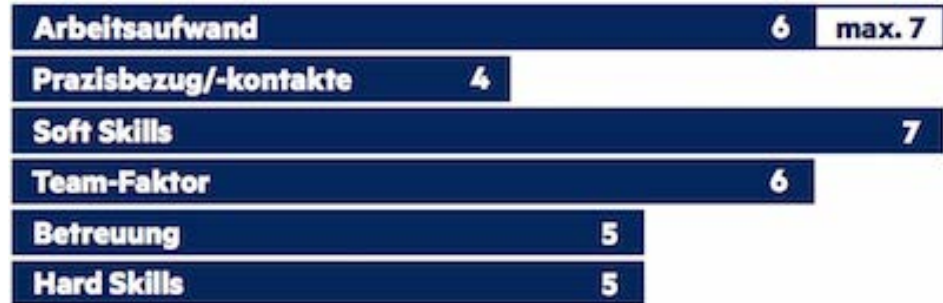 Arbeitsaufwand 6 max. 7
Prazisbezug/-kontakte 4
Soft Skills 7
Team-Faktor 6
Betreuung 5
Hard Skills 5